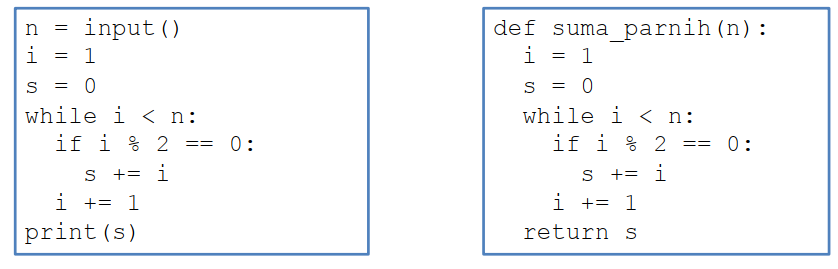 n = input()
i = 1
s = 0
while i < n:
  if i % 2 == 0:
    s += i
  i += 1
print(s)
def suma_parnih(n):
  i = 1
  s = 0
  while i < n:
    if i % 2 == 0:
      s += i
    i += 1
  return s